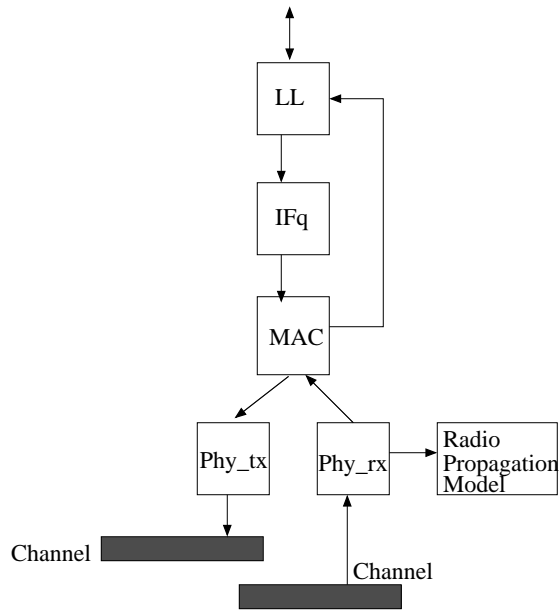 LL
IFq
MAC
Phy_tx
Phy_rx
Radio
Propagation
Model
Channel
Channel